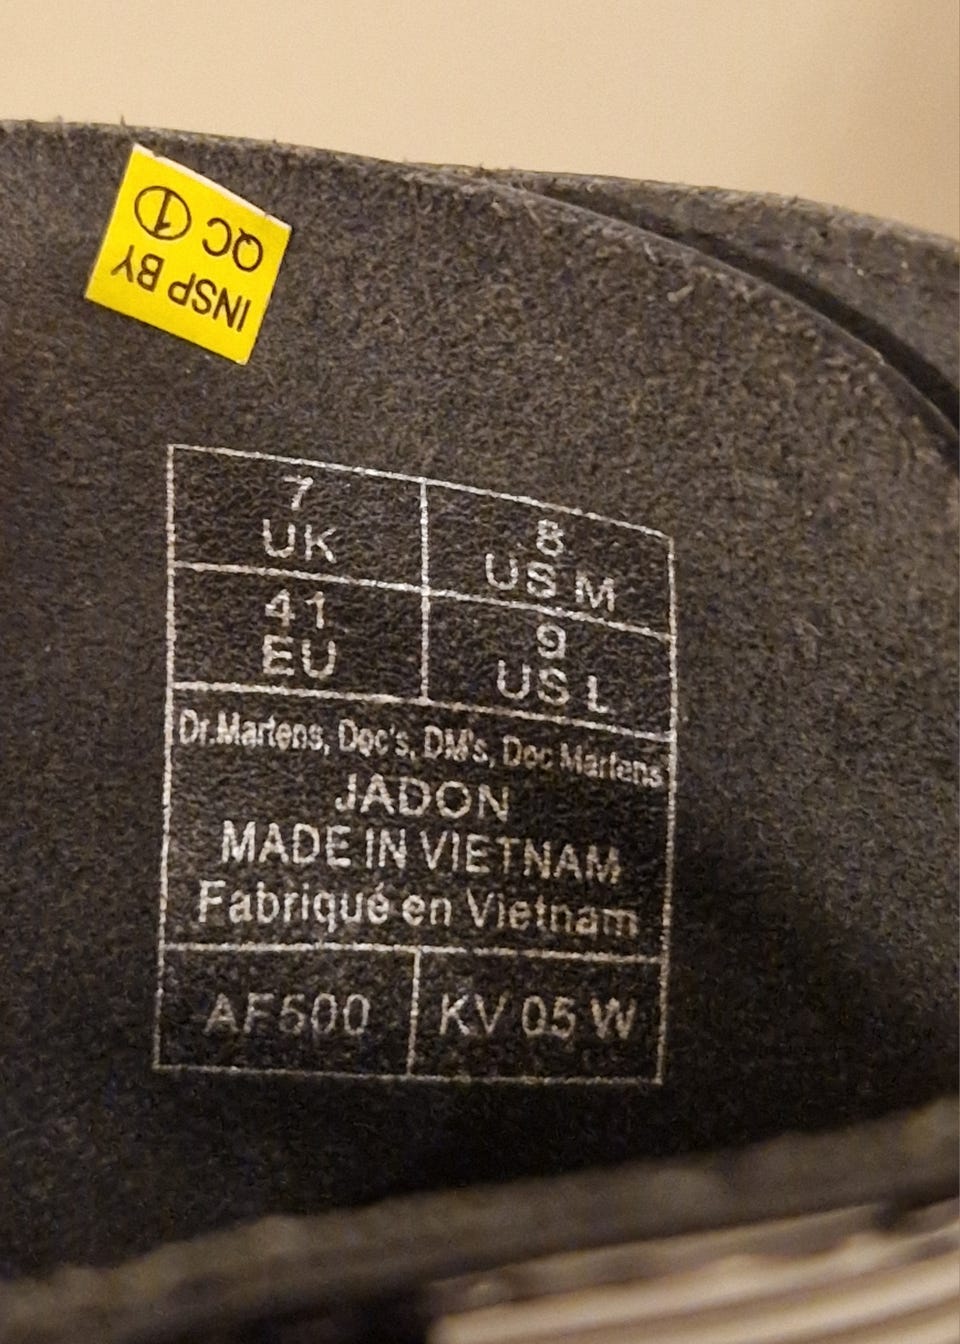 INSP BY
QC 1
7
UK
8
US M
41
EU
9
US L
Dr.Martens, Doc's, DM's, Doc Martens
JADON
MADE IN VIETNAM
Fabriqué en Vietnam
AF500
KV 05 W